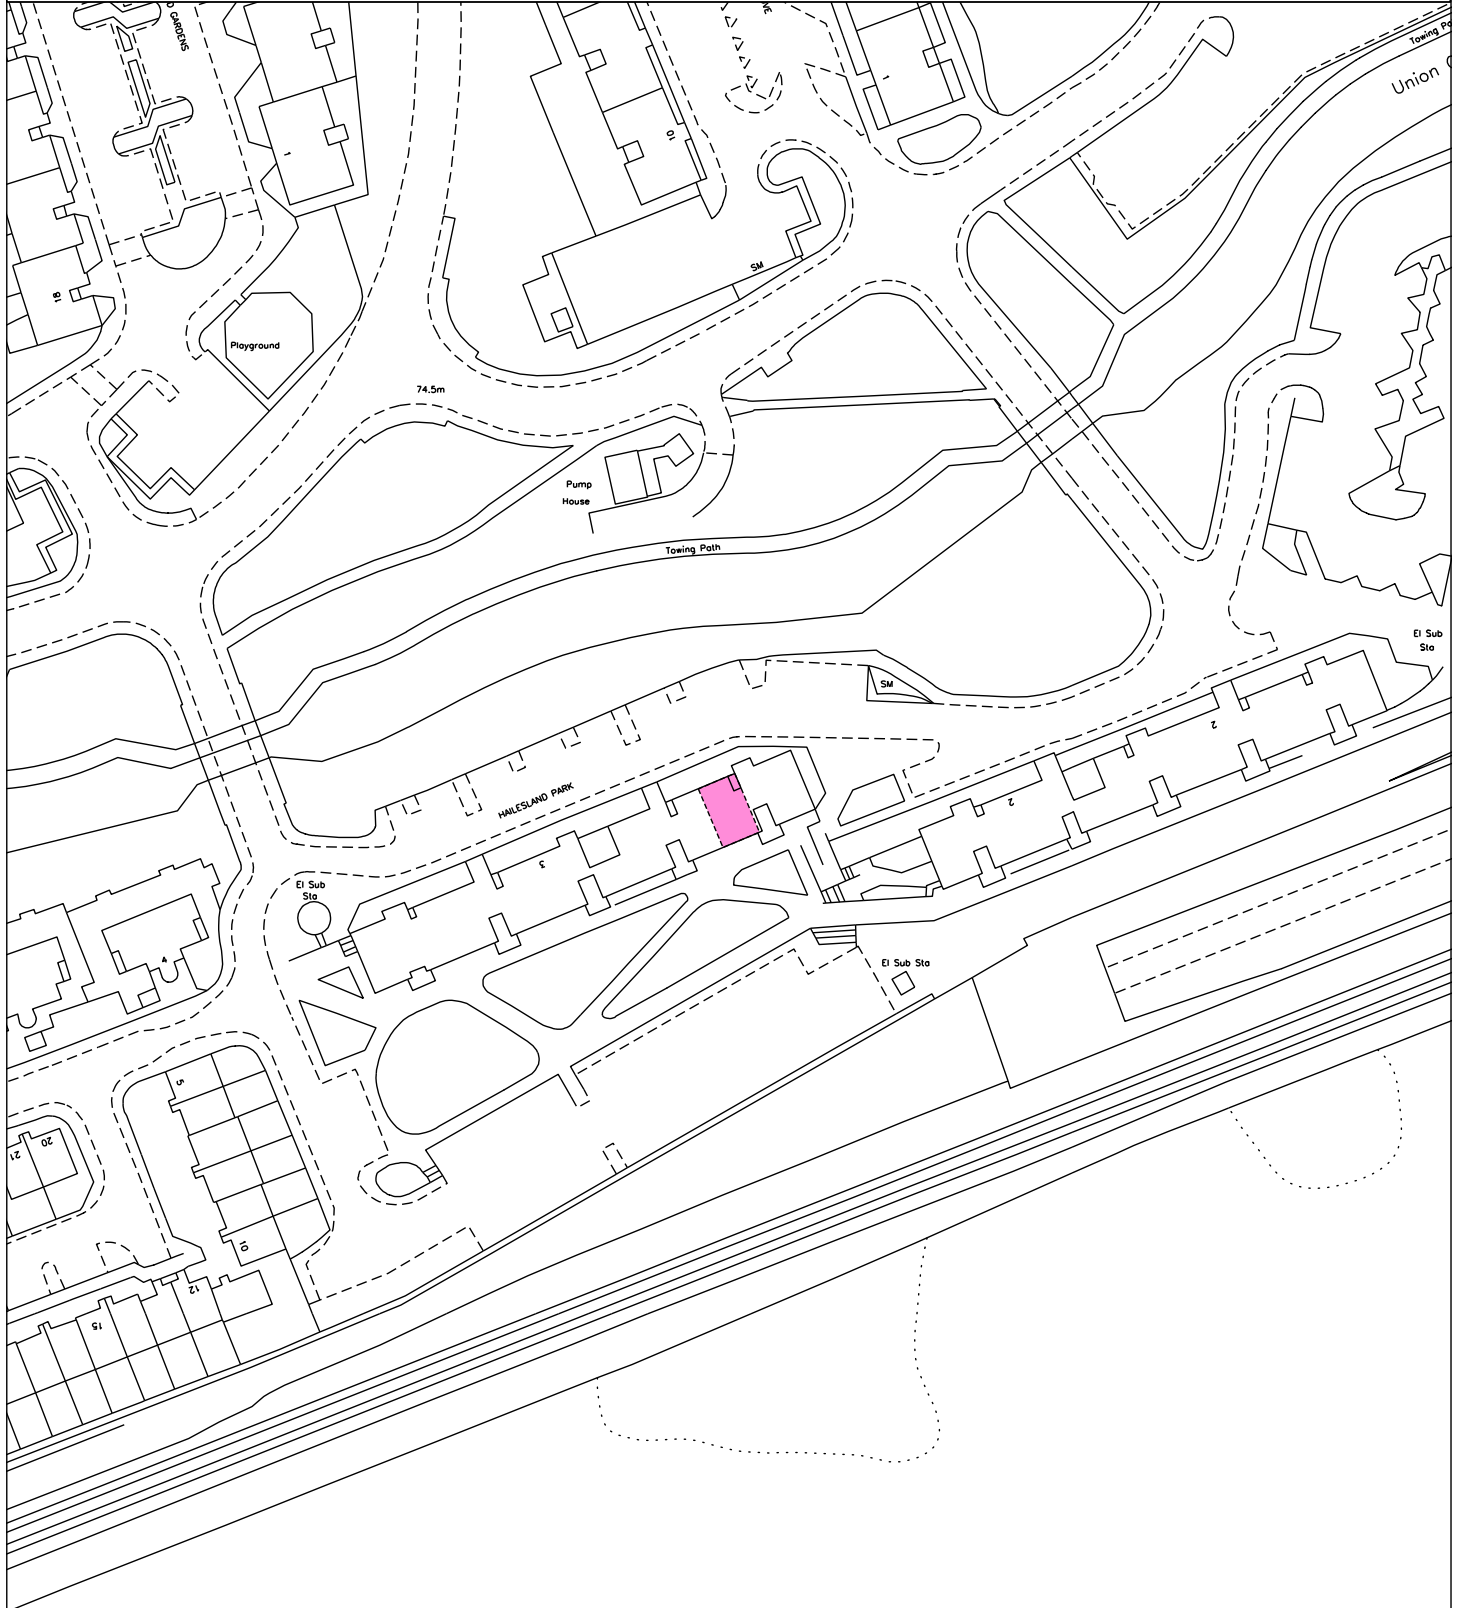 GARDENS
Towing
Union
1
10
18
SM
Playground
74.5m
Pump
House
Towing Path
El Sub
Sta
SM
2
HAILESLAND PARK
2
3
El Sub
Sta
4
El Sub Sta
5
20
21
10
12
15